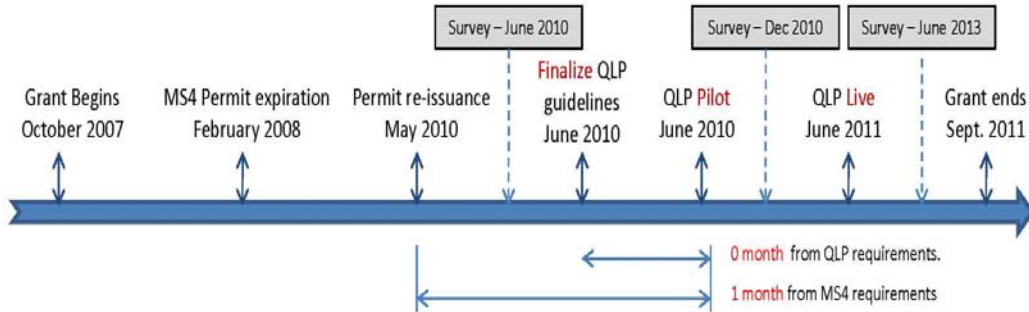 Survey – June 2010
Survey – Dec 2010
Survey – June 2013
Grant Begins
October 2007
MS4 Permit expiration
February 2008
Permit re-issuance
May 2010
Finalize QLP
guidelines
June 2010
QLP Pilot
June 2010
QLP Live
June 2011
Grant ends
Sept. 2011
0 month from QLP requirements.
1 month from MS4 requirements